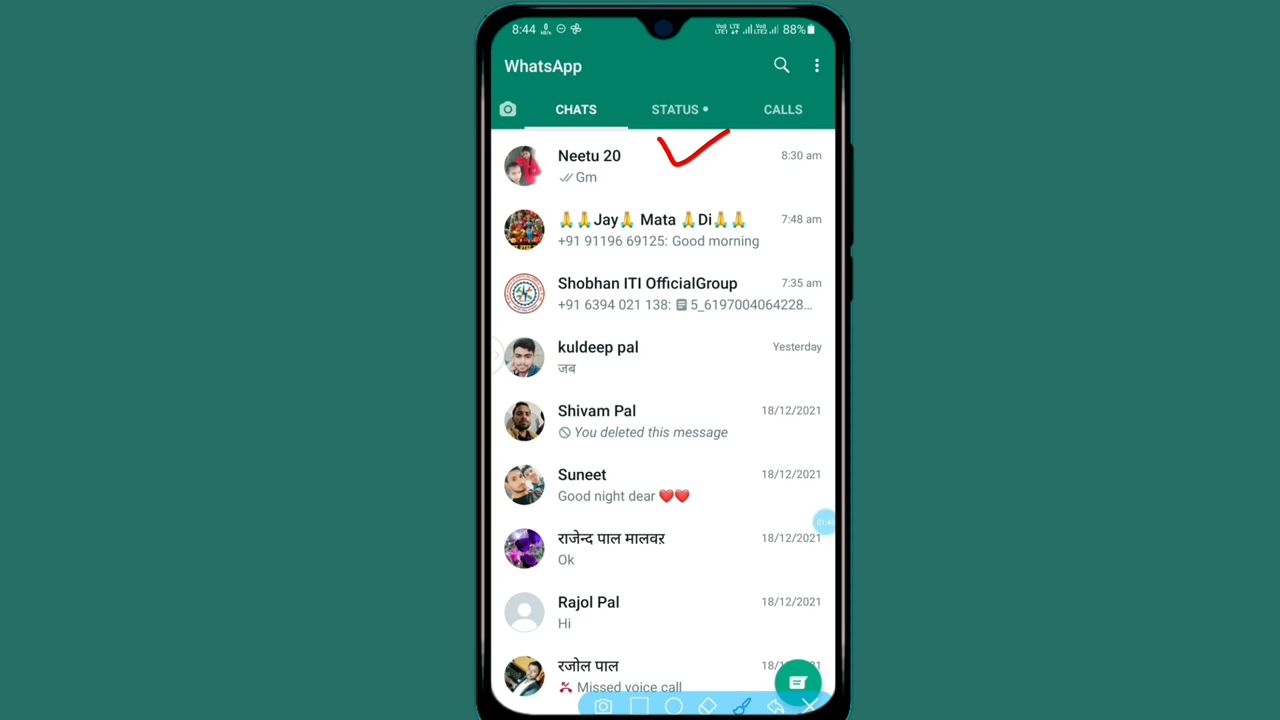 8:44 88%
WhatsApp
CHATS STATUS CALLS
Neetu 20 8:30 am
Gm
🙏🙏Jay🙏 Mata 🙏Di🙏🙏 7:48 am
+91 91196 69125: Good morning
Shobhan ITI OfficialGroup 7:35 am
+91 6394 021 138: 5_6197004064228...
kuldeep pal Yesterday
जब
Shivam Pal 18/12/2021
You deleted this message
Suneet 18/12/2021
Good night dear ❤️❤️
राजेन्द पाल मालवऱ 18/12/2021
Ok
Rajol Pal 18/12/2021
Hi
रजोल पाल
Missed voice call